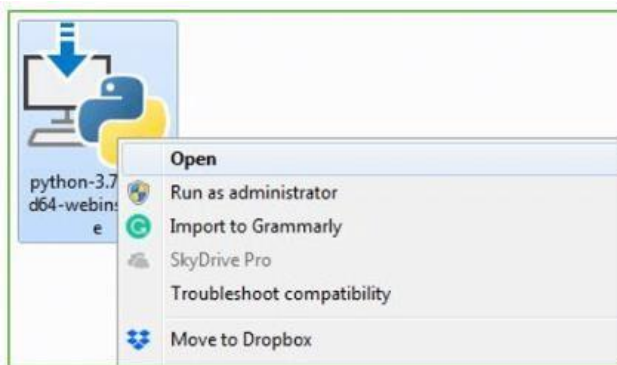 python-3.7
d64-webins
e
Open
Run as administrator
Import to Grammarly
SkyDrive Pro
Troubleshoot compatibility
Move to Dropbox